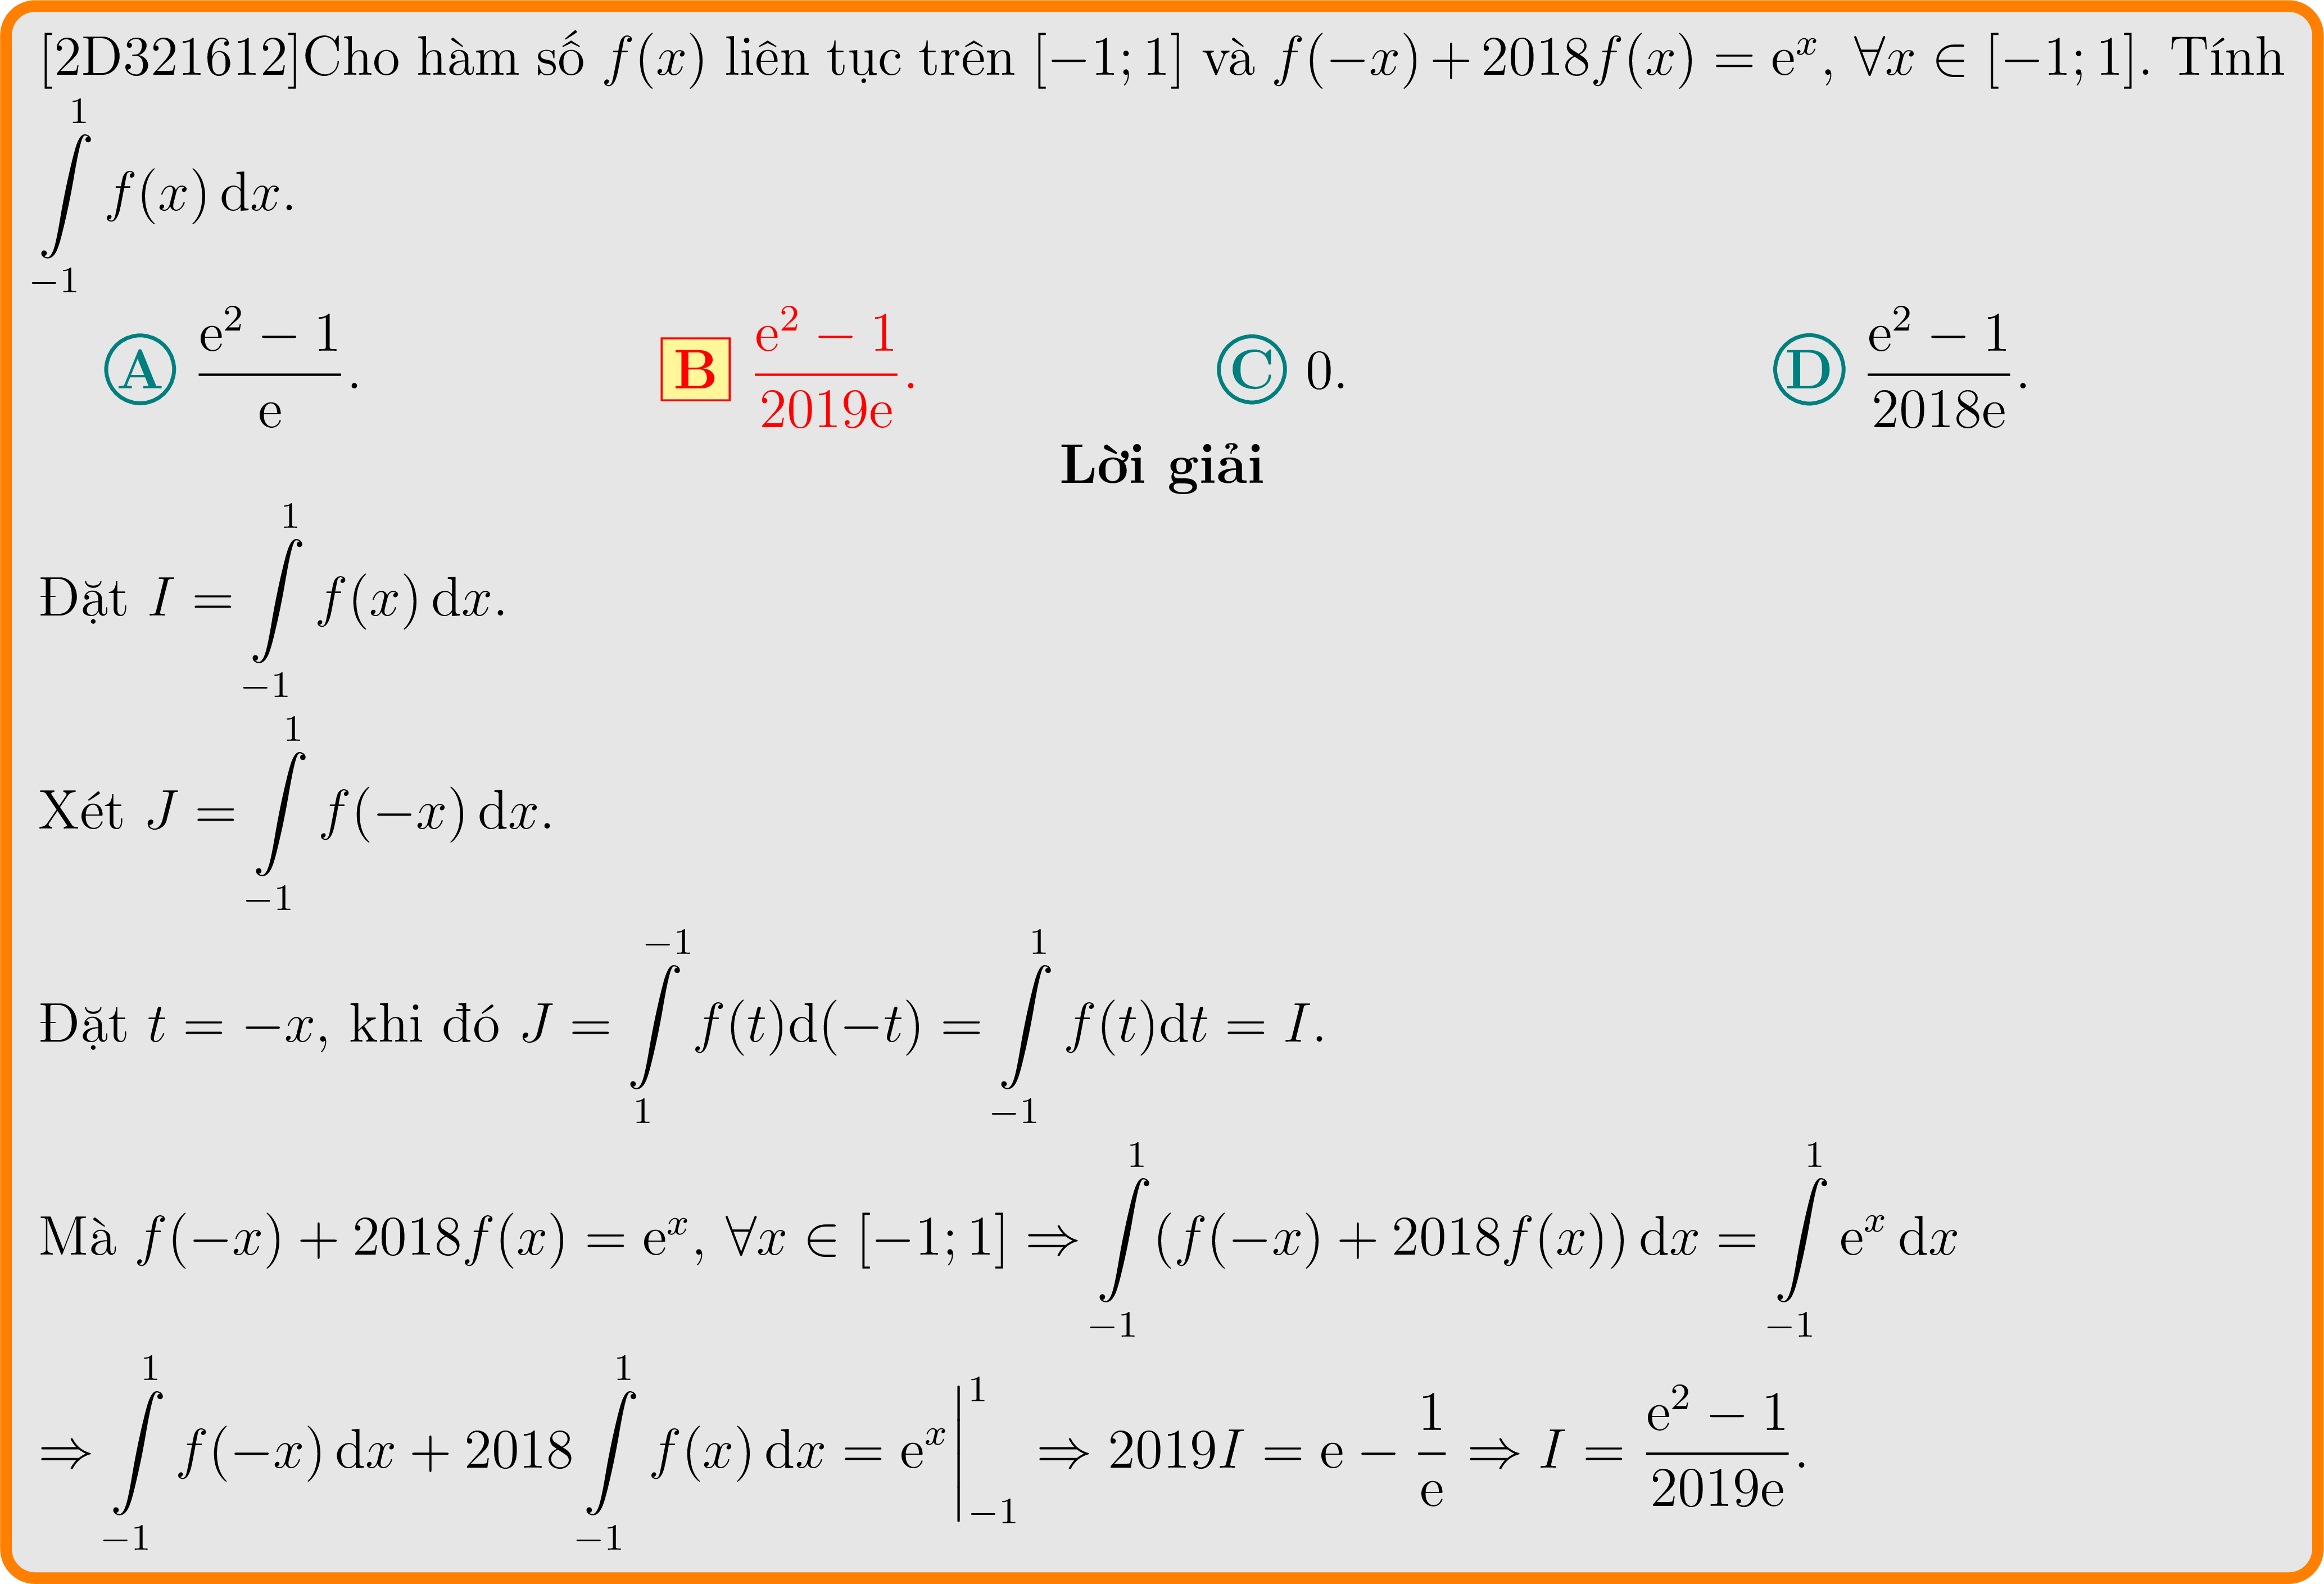 [2D321612]Cho hàm số $f(x)$ liên tục trên $[-1;1]$ và $f(-x)+2018f(x)=\mathrm{e}^x$, $\forall x\in[-1;1]$. Tính
$\int\limits_{-1}^{1} f(x)\,\mathrm{d}x$.
A $\dfrac{\mathrm{e}^2-1}{\mathrm{e}}$. B $\dfrac{\mathrm{e}^2-1}{2019\mathrm{e}}$. C $0$. D $\dfrac{\mathrm{e}^2-1}{2018\mathrm{e}}$.
Lời giải
Đặt $I=\int\limits_{-1}^{1} f(x)\,\mathrm{d}x$.
Xét $J=\int\limits_{-1}^{1} f(-x)\,\mathrm{d}x$.
Đặt $t=-x$, khi đó $J=\int\limits_{1}^{-1} f(t)\mathrm{d}(-t)=\int\limits_{-1}^{1} f(t)\mathrm{d}t=I$.
Mà $f(-x)+2018f(x)=\mathrm{e}^x$, $\forall x\in[-1;1]\Rightarrow\int\limits_{-1}^{1}(f(-x)+2018f(x))\,\mathrm{d}x=\int\limits_{-1}^{1}\mathrm{e}^x\,\mathrm{d}x$
$\Rightarrow\int\limits_{-1}^{1} f(-x)\,\mathrm{d}x+2018\int\limits_{-1}^{1} f(x)\,\mathrm{d}x=\mathrm{e}^x\Big|_{-1}^{1}\Rightarrow 2019I=\mathrm{e}-\dfrac{1}{\mathrm{e}}\Rightarrow I=\dfrac{\mathrm{e}^2-1}{2019\mathrm{e}}$.